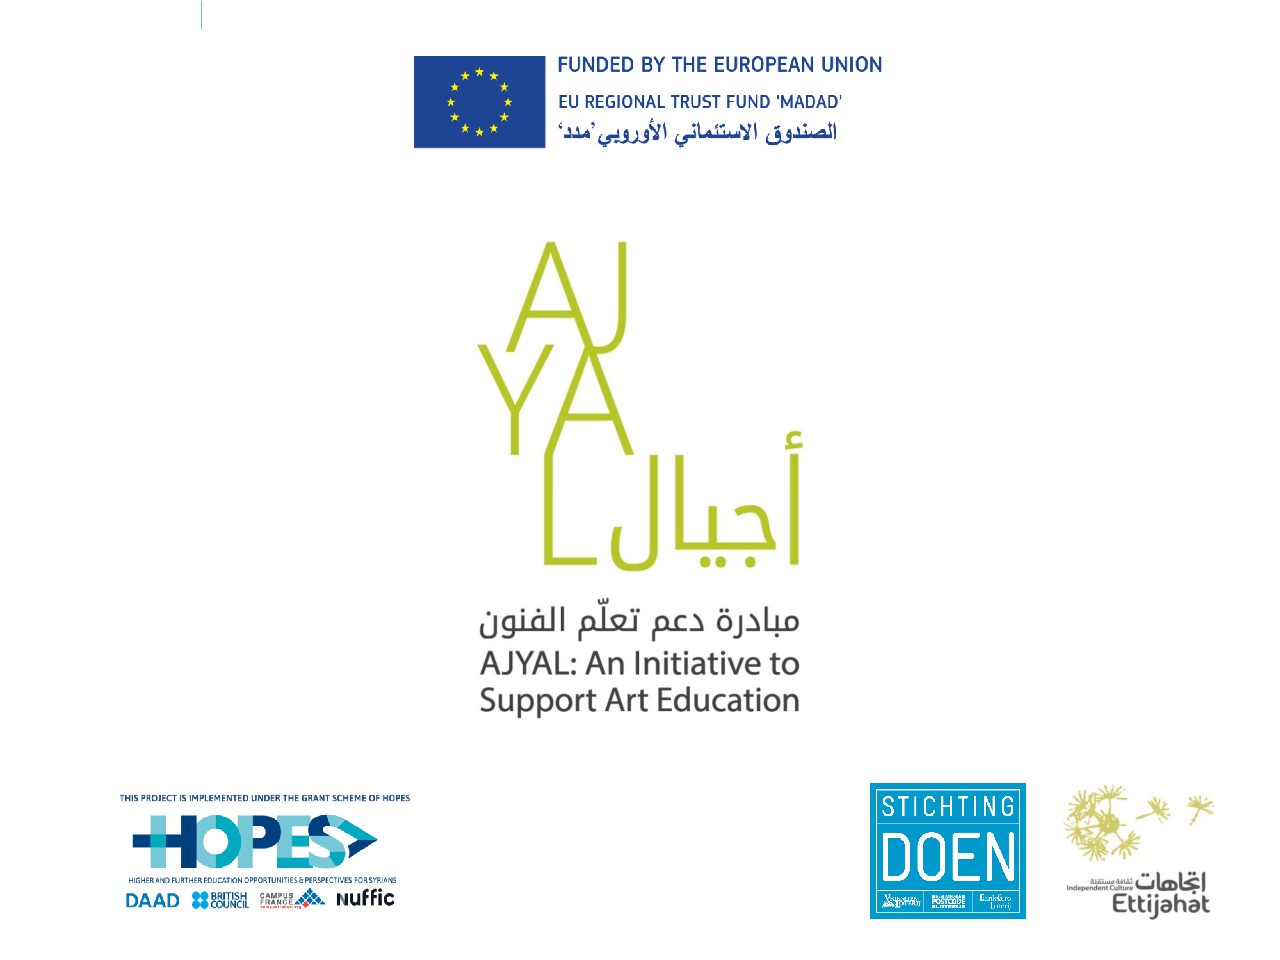 FUNDED BY THE EUROPEAN UNION
EU REGIONAL TRUST FUND 'MADAD'
الصندوق الاستئماني الأوروبي ’مدد‘
AJ
YA
L
أجيال
مبادرة دعم تعلّم الفنون
AJYAL: An Initiative to
Support Art Education
THIS PROJECT IS IMPLEMENTED UNDER THE GRANT SCHEME OF HOPES
HOPES
HIGHER AND FURTHER EDUCATION OPPORTUNITIES & PERSPECTIVES FOR SYRIANS
DAAD
BRITISH
COUNCIL
CAMPUS
FRANCE
nuffic
STICHTING
DOEN
POSTCODE
اتجاهات
ثقافة مستقلة
Independent Culture
Ettijahat